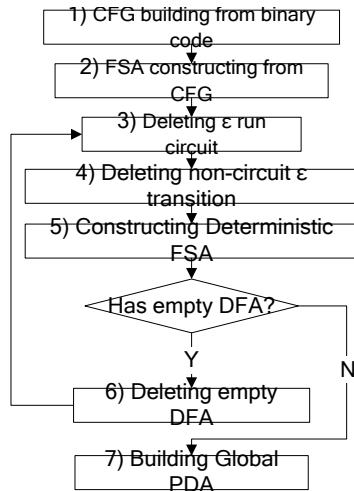 1) CFG building from binary
code
2) FSA constructing from
CFG
3) Deleting ε run
circuit
4) Deleting non-circuit ε
transition
5) Constructing Deterministic
FSA
Has empty DFA?
Y
N
6) Deleting empty
DFA
7) Building Global
PDA